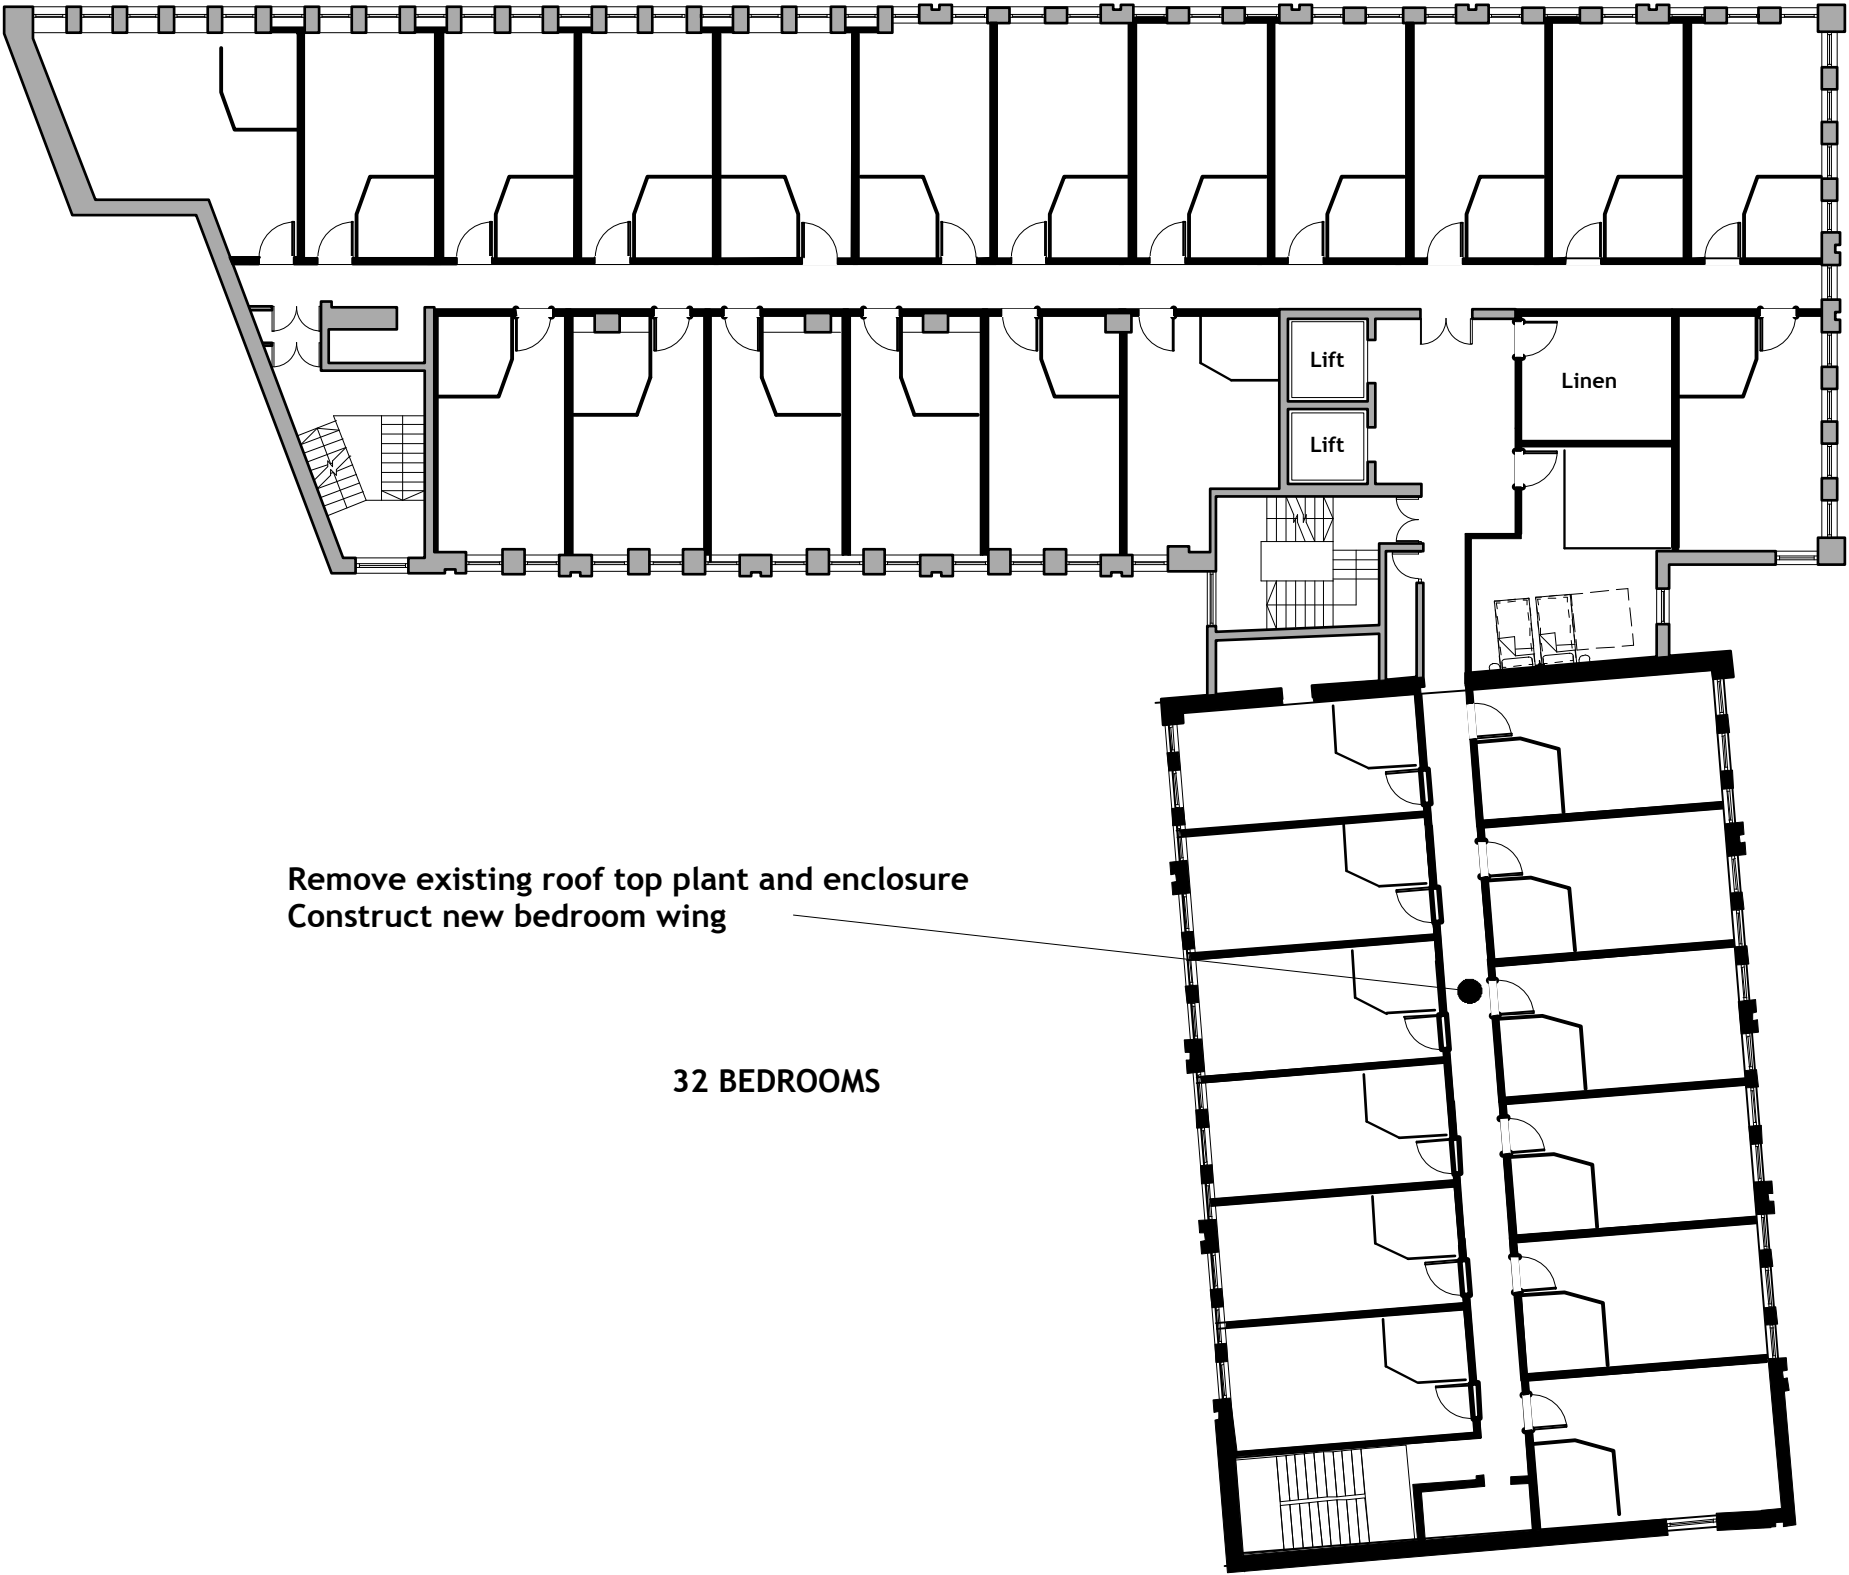 Lift
Linen
Lift
Remove existing roof top plant and enclosure
Construct new bedroom wing
32 BEDROOMS